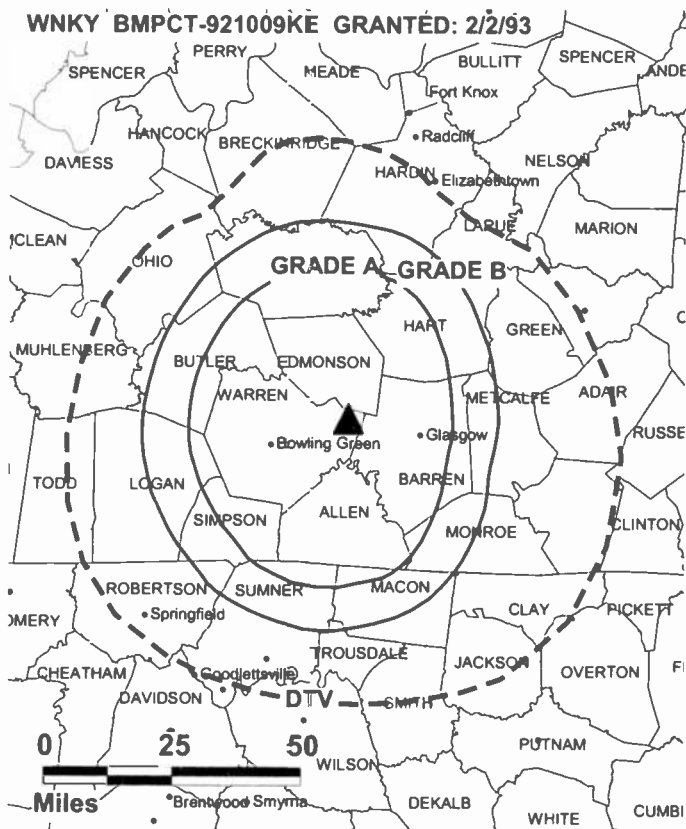 WNKY BMPCT-921009KE GRANTED: 2/2/93
PERRY
SPENCER
MEADE
BULLITT
SPENCER
ANDE
Fort Knox
HANCOCK
BRECKINRIDGE
Radcliff
DAVIESS
HARDIN
NELSON
Elizabethtown
LARUE
MARION
MCLEAN
OHIO
GRADE A
GRADE B
HART
GREEN
MUHLENBERG
BUTLER
EDMONSON
WARREN
METCALFE
ADAIR
Bowling Green
Glasgow
RUSSE
TODD
LOGAN
BARREN
SIMPSON
ALLEN
MONROE
CLINTON
ROBERTSON
SUMNER
MACON
CLAY
PICKETT
OMERY
Springfield
TROUSDALE
CHEATHAM
Goodlettsville
JACKSON
OVERTON
DAVIDSON
DTV
SMITH
0 25 50
WILSON
PUTNAM
Miles
Brentwood
Smyrna
DEKALB
WHITE
CUMBI